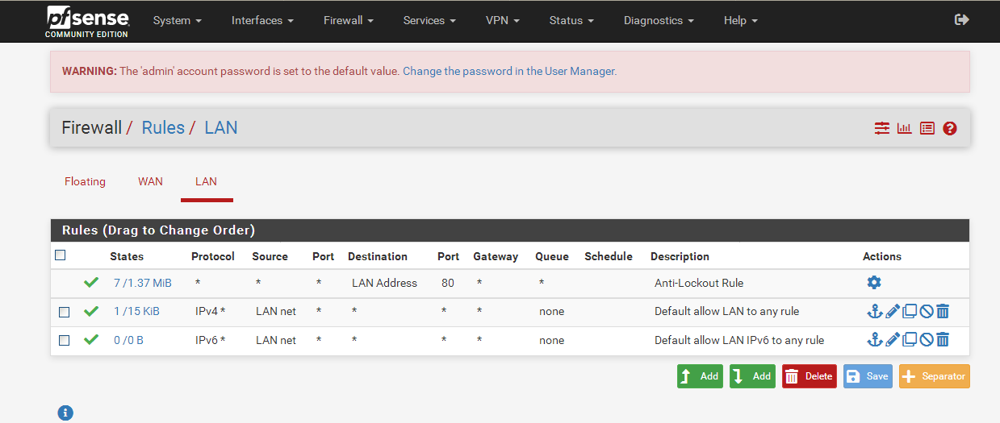 pfsense
COMMUNITY EDITION
System Interfaces Firewall Services VPN Status Diagnostics Help
WARNING: The 'admin' account password is set to the default value. Change the password in the User Manager.
Firewall / Rules / LAN
Floating WAN LAN
Rules (Drag to Change Order)
States Protocol Source Port Destination Port Gateway Queue Schedule Description Actions
7 /1.37 MiB * * * LAN Address 80 * * Anti-Lockout Rule
1 /15 KiB IPv4 * LAN net * * * * none Default allow LAN to any rule
0 /0 B IPv6 * LAN net * * * * none Default allow LAN IPv6 to any rule
Add Add Delete Save Separator